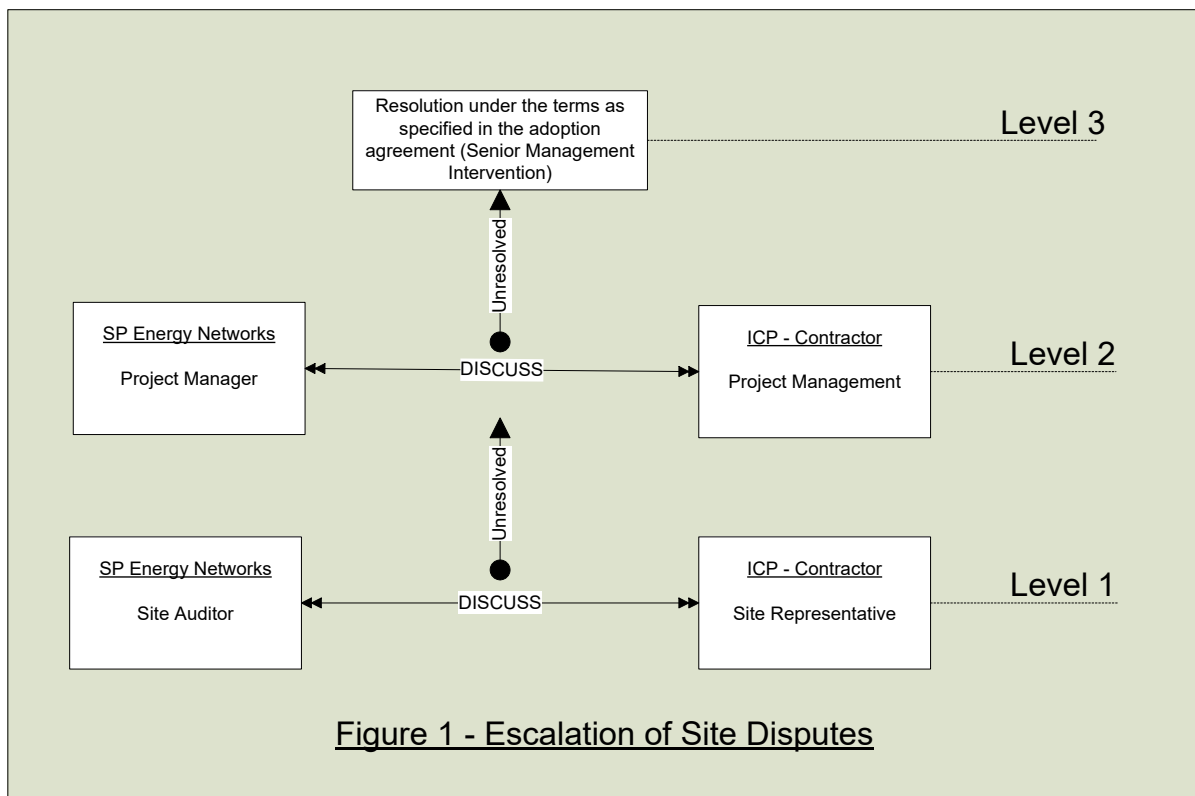 Resolution under the terms as
specified in the adoption
agreement (Senior Management
Intervention)
Level 3
Unresolved
SP Energy Networks
Project Manager
DISCUSS
ICP - Contractor
Project Management
Level 2
Unresolved
SP Energy Networks
Site Auditor
DISCUSS
ICP - Contractor
Site Representative
Level 1
Figure 1 - Escalation of Site Disputes